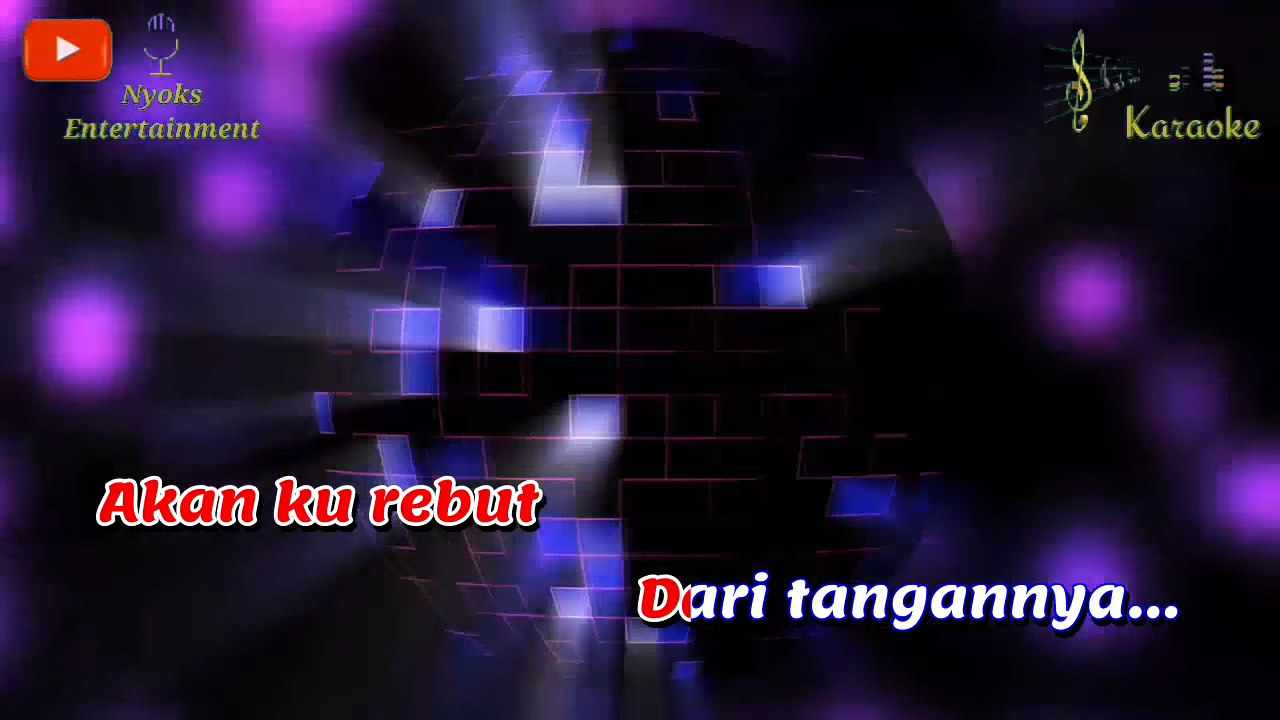 Nyoks
Entertainment
Karaoke
Akan ku rebut
Dari tangannya...